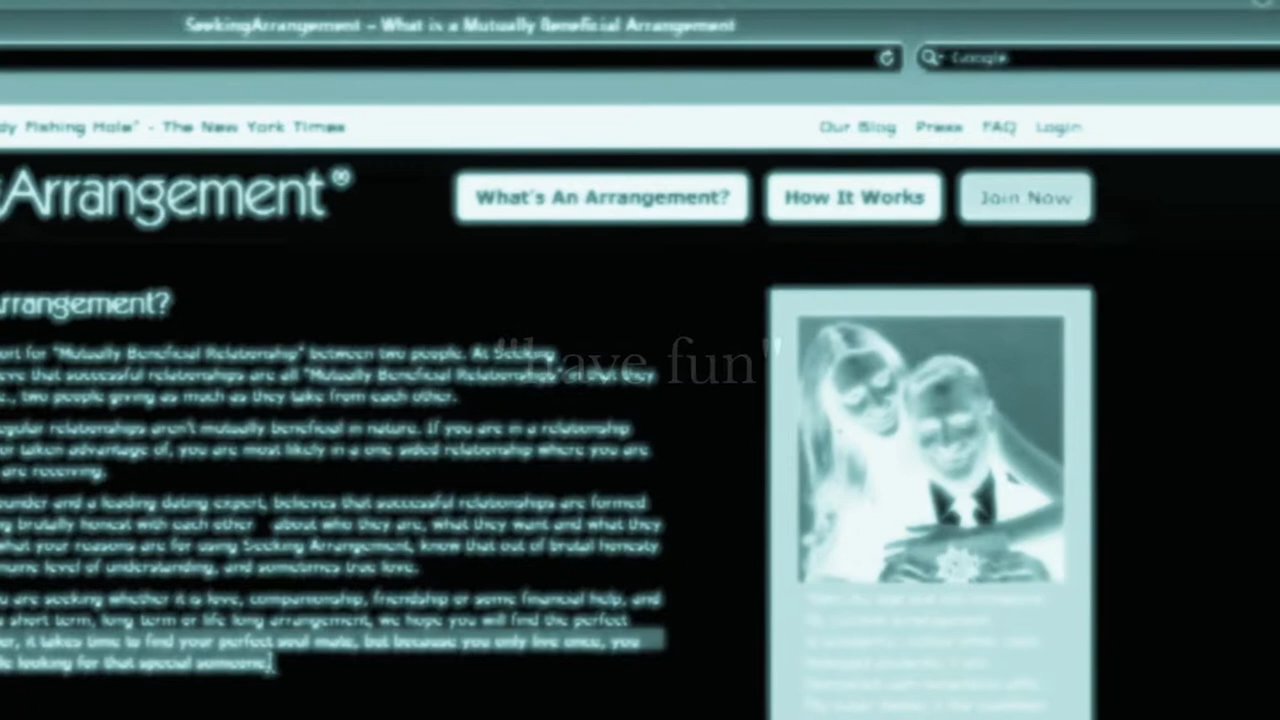 SeekingArrangement – What is a Mutually Beneficial Arrangement
Google
dy Fishing Hole" - The New York Times
Our Blog Press FAQ Login
Arrangement®
What's An Arrangement? How It Works Join Now
rrangement?
ort for "Mutually Beneficial Relationship" between two people. At Seeking
eve that successful relationships are all "Mutually Beneficial Relationships" that they
e., two people giving as much as they take from each other.
"have fun"
egular relationships aren't mutually beneficial in nature. If you are in a relationship
or taken advantage of, you are most likely in a one sided relationship where you are
are receiving.
ounder and a leading dating expert, believes that successful relationships are formed
g brutally honest with each other about who they are, what they want and what they
what your reasons are for using Seeking Arrangement, know that out of brutal honesty
level of understanding, and sometimes true love.
u are seeking whether it is love, companionship, friendship or some financial help, and
short term, long term or life long arrangement, we hope you will find the perfect
er, it takes time to find your perfect soul mate, but because you only live once, you
looking for that special someone].